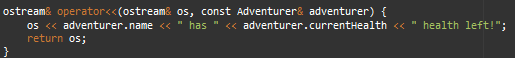 ostream& operator<<(ostream& os, const Adventurer& adventurer) {
    os << adventurer.name << " has " << adventurer.currentHealth << " health left!";
    return os;
}